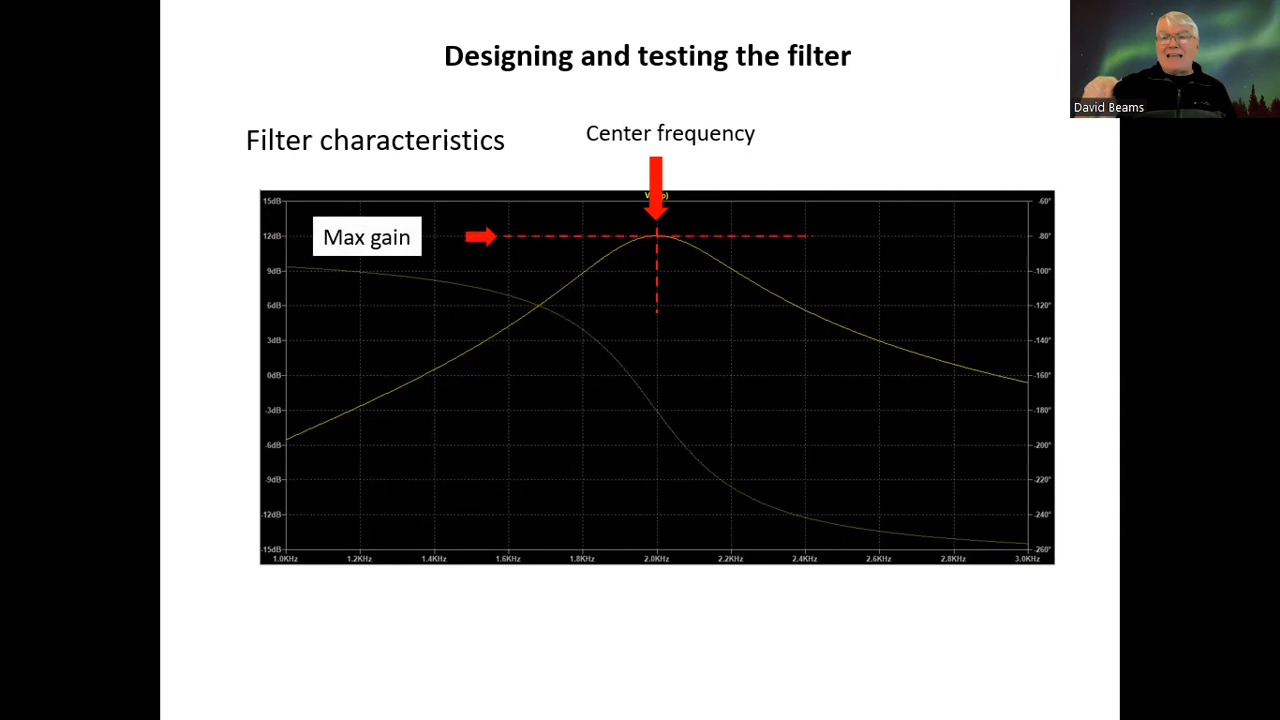 Designing and testing the filter
David Beams
Filter characteristics
Center frequency
Max gain
15dB
12dB
9dB
6dB
3dB
0dB
-3dB
-6dB
-9dB
-12dB
-15dB
-60°
-80°
-100°
-120°
-140°
-160°
-180°
-200°
-220°
-240°
-260°
1.0KHz 1.2KHz 1.4KHz 1.6KHz 1.8KHz 2.0KHz 2.2KHz 2.4KHz 2.6KHz 2.8KHz 3.0KHz